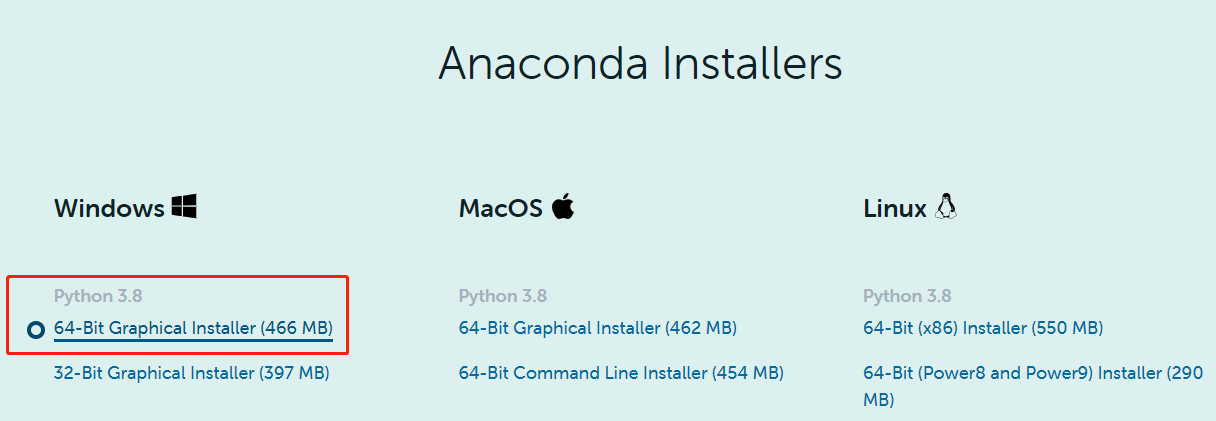 Anaconda Installers
Windows
Python 3.8
64-Bit Graphical Installer (466 MB)
32-Bit Graphical Installer (397 MB)
MacOS
Python 3.8
64-Bit Graphical Installer (462 MB)
64-Bit Command Line Installer (454 MB)
Linux
Python 3.8
64-Bit (x86) Installer (550 MB)
64-Bit (Power8 and Power9) Installer (290
MB)